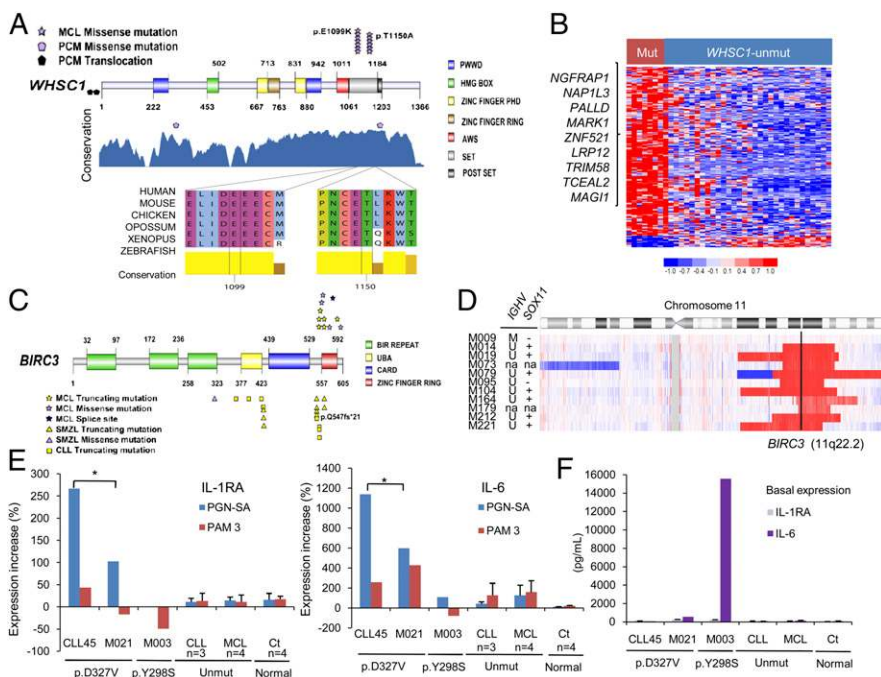 A
MCL Missense mutation
PCM Missense mutation
PCM Translocation
p.E1099K
p.T1150A
502 713 831 942 1011 1184
WHSC1
1 222 453 667 763 880 1061 1203 1366
PWWD
HMG BOX
ZINC FINGER PHD
ZINC FINGER RING
AWS
SET
POST SET
Conservation
HUMAN E L I D E E E C M P N C E T L K W T
MOUSE E L I D E E E C M P N C E T L K W T
CHICKEN E L I D E E E C M P N C E T L K W T
OPOSSUM E L I D E E E C M P N C E T L K W T
XENOPUS E L I D E E E C M P N C E T Q K W S
ZEBRAFISH E L I D E E E C R P N C E T Q K W T
Conservation
1099 1150
B
Mut WHSC1-unmut
NGFRAP1
NAP1L3
PALLD
MARK1
ZNF521
LRP12
TRIM58
TCEAL2
MAGI1
-1.0 -0.7 -0.4 -0.1 0.1 0.4 0.7 1.0
C
32 97 172 236 439 529 592
BIRC3
1 258 323 377 423 557 605
BIR REPEAT
UBA
CARD
ZINC FINGER RING
MCL Truncating mutation
MCL Missense mutation
MCL Splice site
SMZL Truncating mutation
SMZL Missense mutation
CLL Truncating mutation
p.Q547fs*21
D
IGHV SOX11
Chromosome 11
M009 M -
M014 U +
M019 U +
M073 na na
M079 U +
M095 U -
M104 U +
M164 U +
M179 na na
M212 U +
M221 U +
BIRC3 (11q22.2)
E
Expression increase (%)
300
250
200
150
100
50
0
-50
-100
*
IL-1RA
PGN-SA
PAM 3
CLL45 M021 M003 CLL n=3 MCL n=4 Ct n=4
p.D327V p.Y298S Unmut Normal
Expression increase (%)
1400
1200
1000
800
600
400
200
0
-200
*
IL-6
PGN-SA
PAM 3
CLL45 M021 M003 CLL n=3 MCL n=4 Ct n=4
p.D327V p.Y298S Unmut Normal
F
(pg/mL)
16000
14000
12000
10000
8000
6000
4000
2000
0
Basal expression
IL-1RA
IL-6
CLL45 M021 M003 CLL MCL Ct
p.D327V p.Y298S Unmut Normal